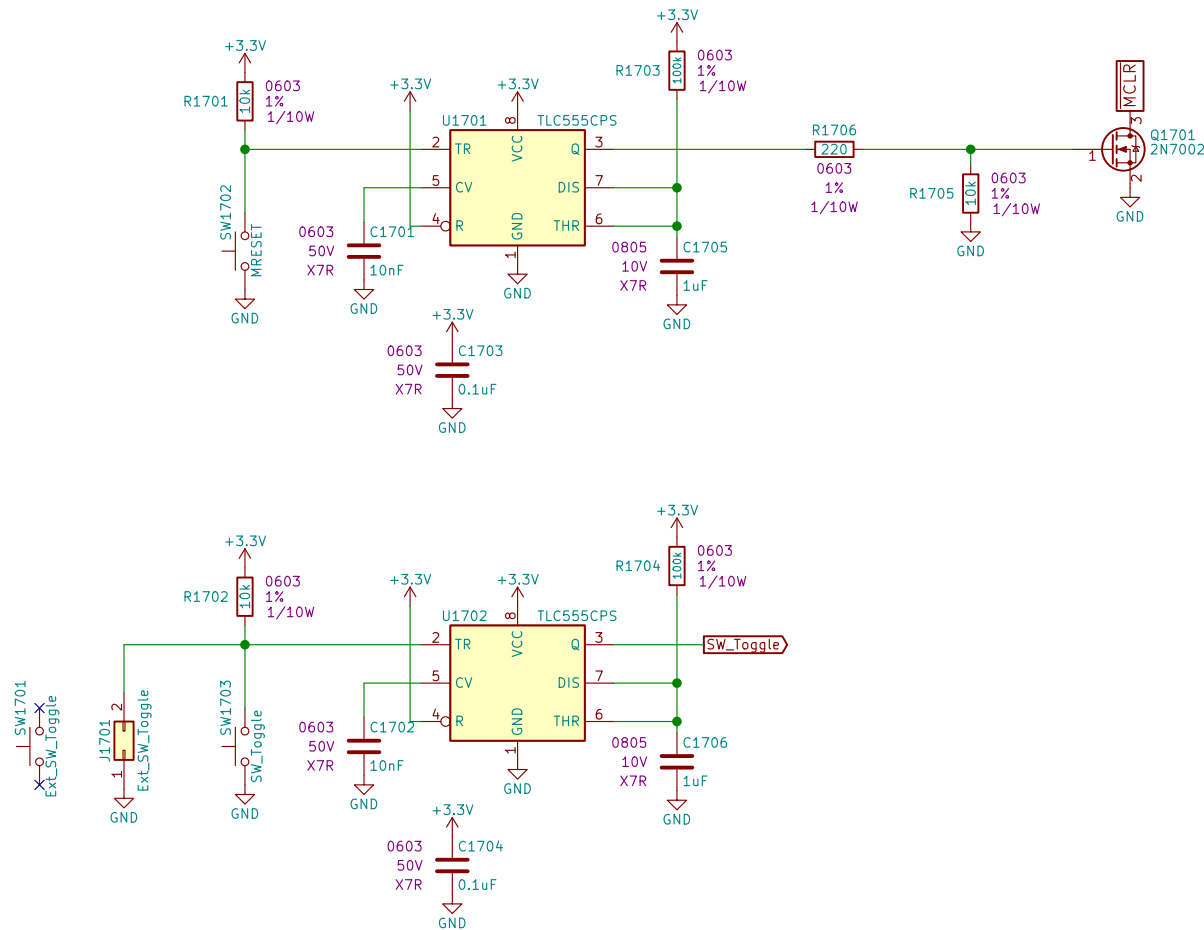 +3.3V
R1701
10k
0603
1%
1/10W
SW1702
MRESET
GND
+3.3V
+3.3V
U1701
TLC555CPS
8
VCC
2
TR
5
CV
4
R
Q
3
DIS
7
THR
6
GND
1
GND
0603
50V
X7R
C1701
10nF
GND
+3.3V
0603
50V
X7R
C1703
0.1uF
GND
+3.3V
R1703
100k
0603
1%
1/10W
0805
10V
X7R
C1705
1uF
GND
R1706
220
0603
1%
1/10W
R1705
10k
0603
1%
1/10W
GND
MCLR
3
Q1701
2N7002
1
2
GND
+3.3V
R1702
10k
0603
1%
1/10W
SW1701
Ext_SW_Toggle
2
J1701
Ext_SW_Toggle
1
GND
SW1703
SW_Toggle
GND
+3.3V
+3.3V
U1702
TLC555CPS
8
VCC
2
TR
5
CV
4
R
Q
3
DIS
7
THR
6
GND
1
GND
0603
50V
X7R
C1702
10nF
GND
+3.3V
0603
50V
X7R
C1704
0.1uF
GND
+3.3V
R1704
100k
0603
1%
1/10W
SW_Toggle
0805
10V
X7R
C1706
1uF
GND